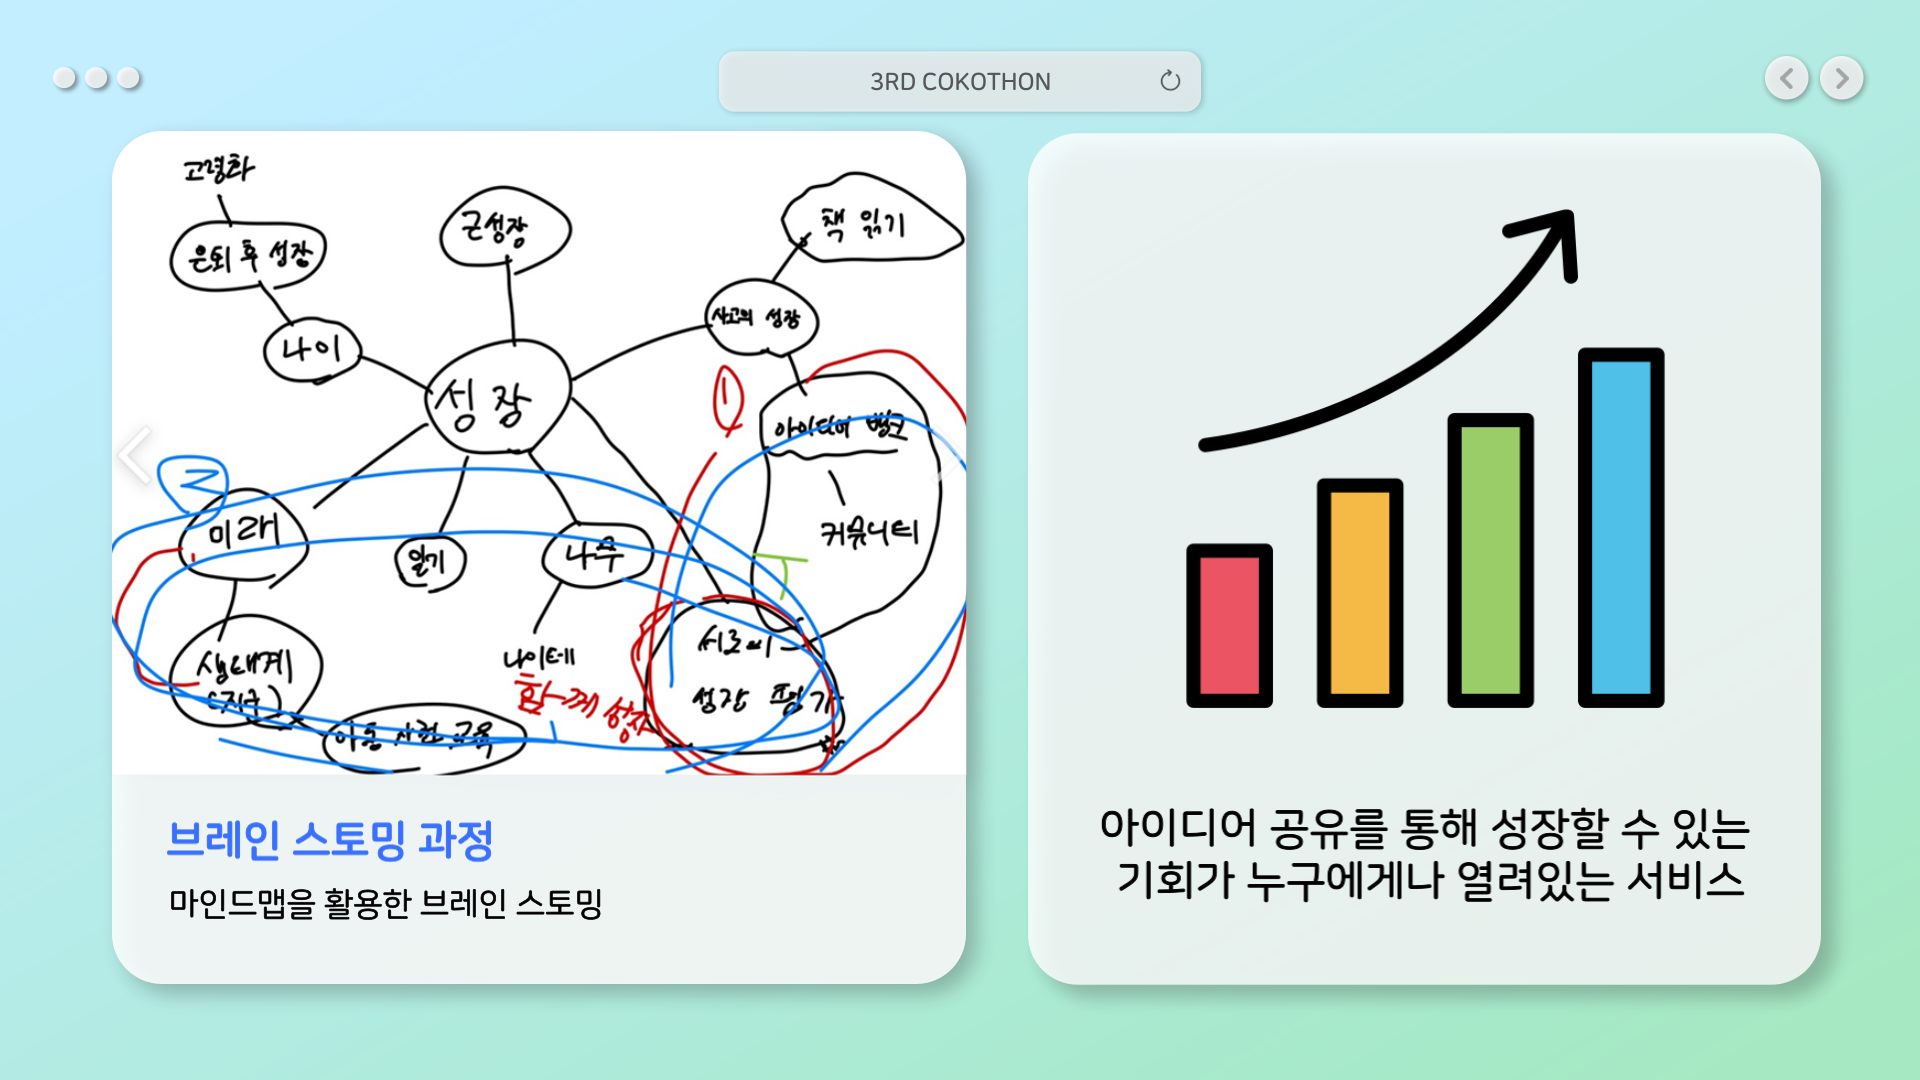 3RD COKOTHON
고령화
은퇴 후 성장
근성장
책 읽기
나이
사고의 성장
성장
1
아이디어 뱅크
2
미래
일기
나무
커뮤니티
생태계
(지구)
나이테
서로의
성장 평가
함께 성장
브레인 스토밍 과정
마인드맵을 활용한 브레인 스토밍
아이디어 공유를 통해 성장할 수 있는
기회가 누구에게나 열려있는 서비스